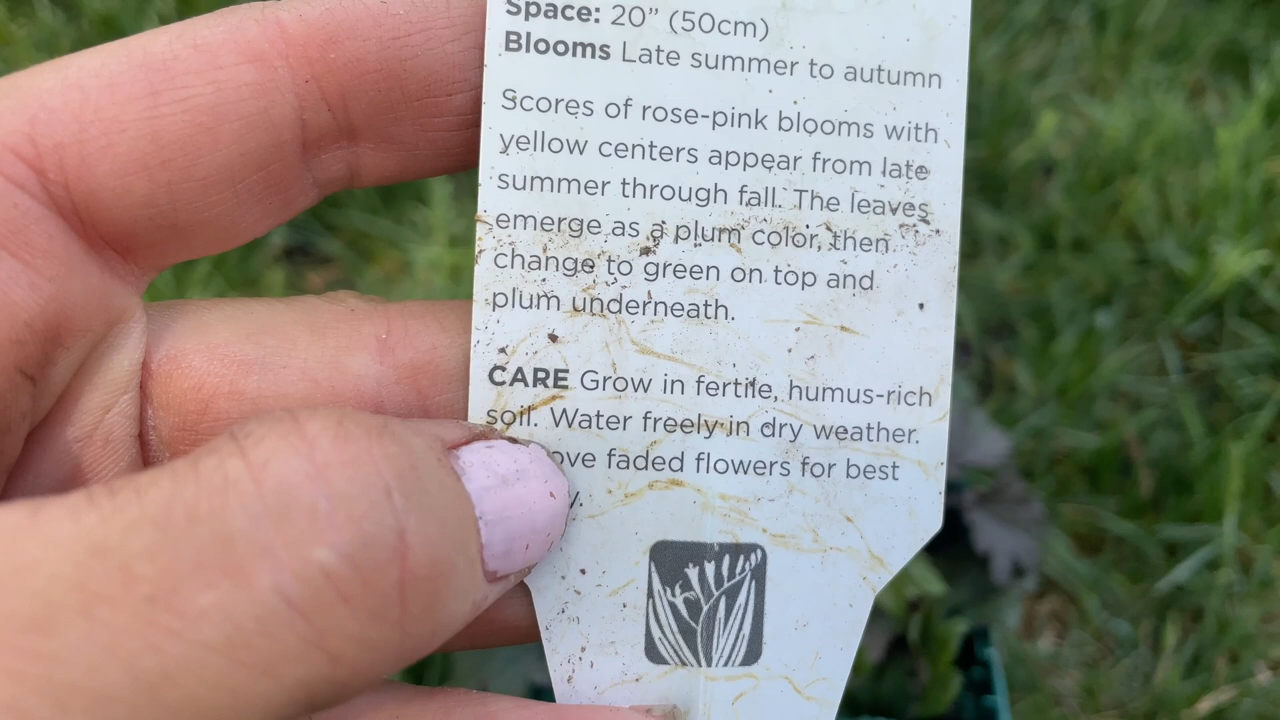 Space: 20” (50cm)
Blooms Late summer to autumn
Scores of rose-pink blooms with
yellow centers appear from late
summer through fall. The leaves
emerge as a plum color, then
change to green on top and
plum underneath.
CARE Grow in fertile, humus-rich
soil. Water freely in dry weather.
faded flowers for best